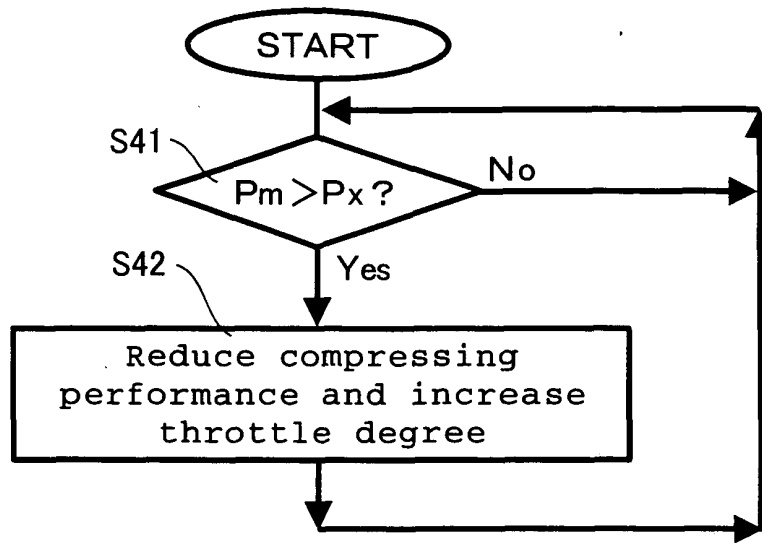 START
S41
Pm>Px?
No
S42
Yes
Reduce compressing
performance and increase
throttle degree